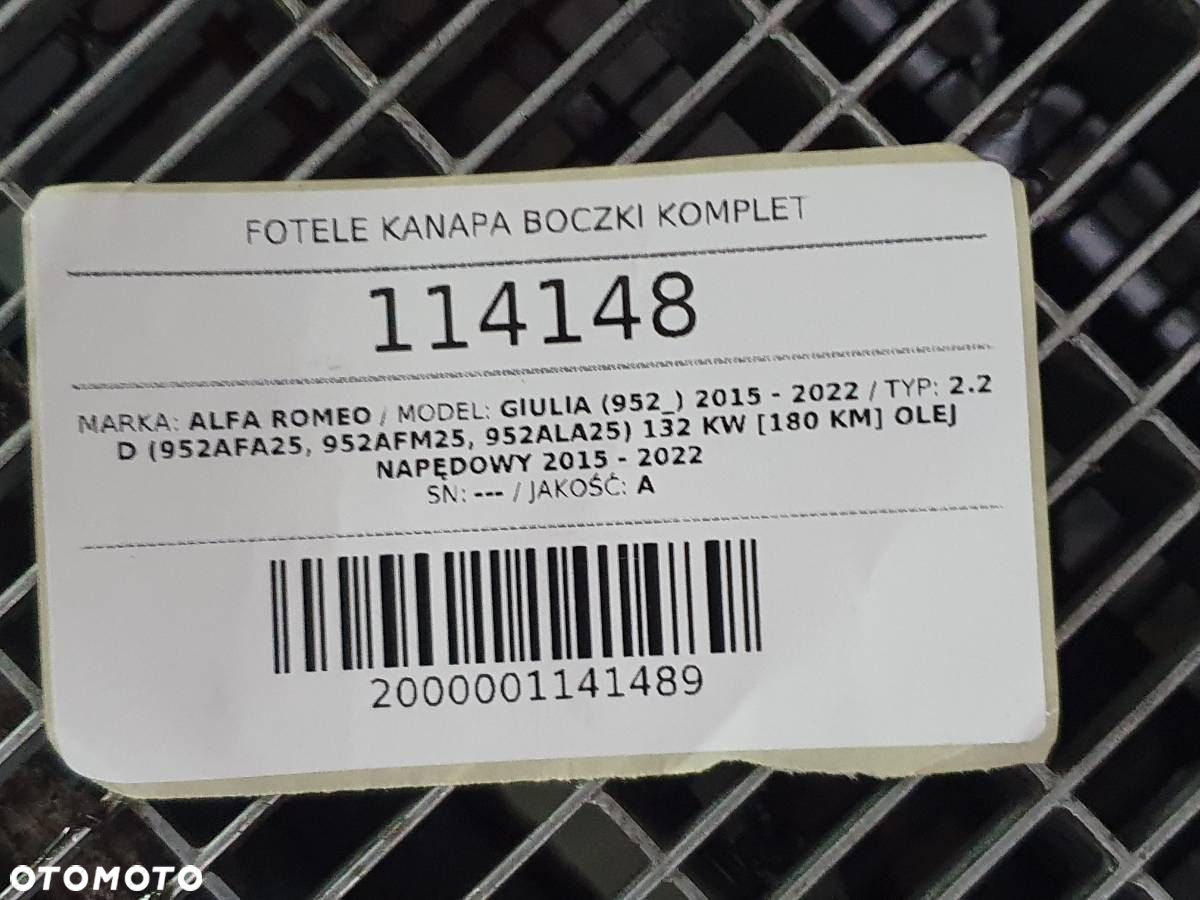 FOTELE KANAPA BOCZKI KOMPLET
114148
MARKA: ALFA ROMEO / MODEL: GIULIA (952_) 2015 - 2022 / TYP: 2.2
D (952AFA25, 952AFM25, 952ALA25) 132 KW [180 KM] OLEJ
NAPĘDOWY 2015 - 2022
SN: --- / JAKOŚĆ: A
2000001141489
OTOMOTO